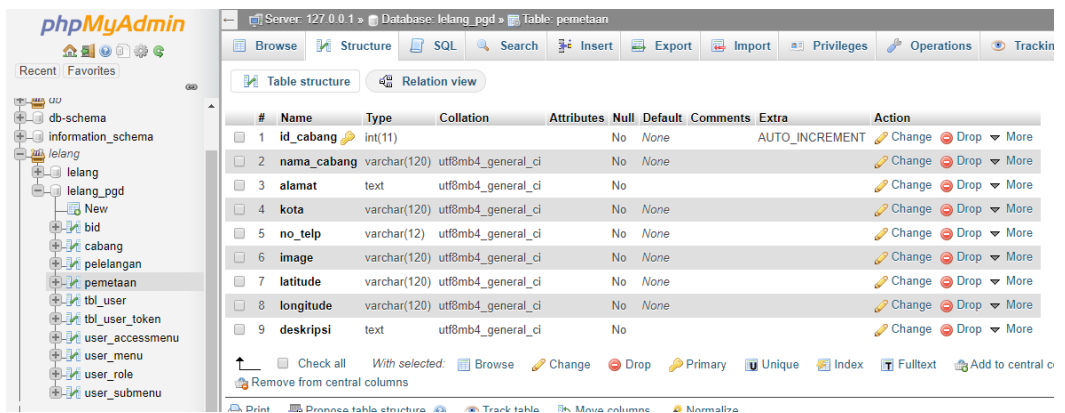 phpMyAdmin
Recent Favorites
db
db-schema
information_schema
lelang
lelang
lelang_pgd
New
bid
cabang
pelelangan
pemetaan
tbl_user
tbl_user_token
user_accessmenu
user_menu
user_role
user_submenu
Server: 127.0.0.1 » Database: lelang_pgd » Table: pemetaan
Browse Structure SQL Search Insert Export Import Privileges Operations Trackin
Table structure Relation view
# Name Type Collation Attributes Null Default Comments Extra Action
1 id_cabang int(11) No None AUTO_INCREMENT Change Drop More
2 nama_cabang varchar(120) utf8mb4_general_ci No None Change Drop More
3 alamat text utf8mb4_general_ci No Change Drop More
4 kota varchar(120) utf8mb4_general_ci No None Change Drop More
5 no_telp varchar(12) utf8mb4_general_ci No None Change Drop More
6 image varchar(120) utf8mb4_general_ci No None Change Drop More
7 latitude varchar(120) utf8mb4_general_ci No None Change Drop More
8 longitude varchar(120) utf8mb4_general_ci No None Change Drop More
9 deskripsi text utf8mb4_general_ci No Change Drop More
Check all With selected: Browse Change Drop Primary Unique Index Fulltext Add to central co
Remove from central columns
Print Propose table structure Track table Move columns Normalize